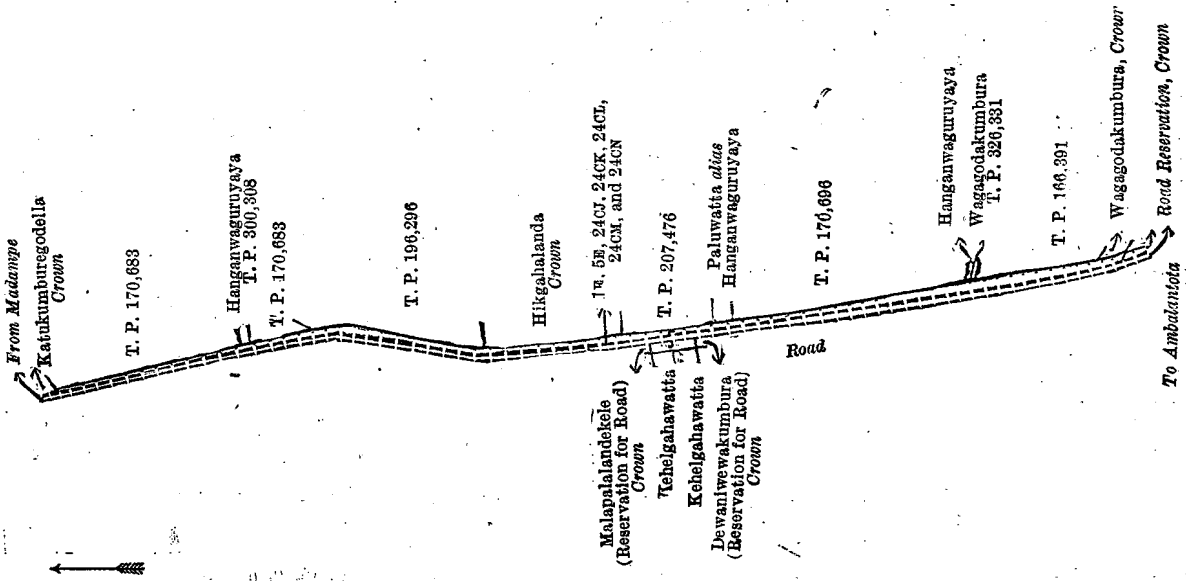 From Madampe
Katukumburegodella
Crown
T. P. 170,683
Hanganwaguruyaya
T. P. 300,308
T. P. 170,683
T. P. 196,296
Hikgahalanda
Crown
5E, 24CJ, 24CK, 24CL,
24CM, and 24CN
T. P. 207,476
Paluwatta alias
Hanganwaguruyaya
T. P. 170,696
Hanganwaguruyaya
Wagagodakumbura
T. P. 326,331
T. P. 166,391
Wagagodakumbura, Crown
Road Reservation, Crown
To Ambalantota
Road
Malapalalandekele
(Reservation for Road)
Crown
Kehelgahawatta
Kehelgahawatta
Dewaniwewakumbura
(Reservation for Road)
Crown